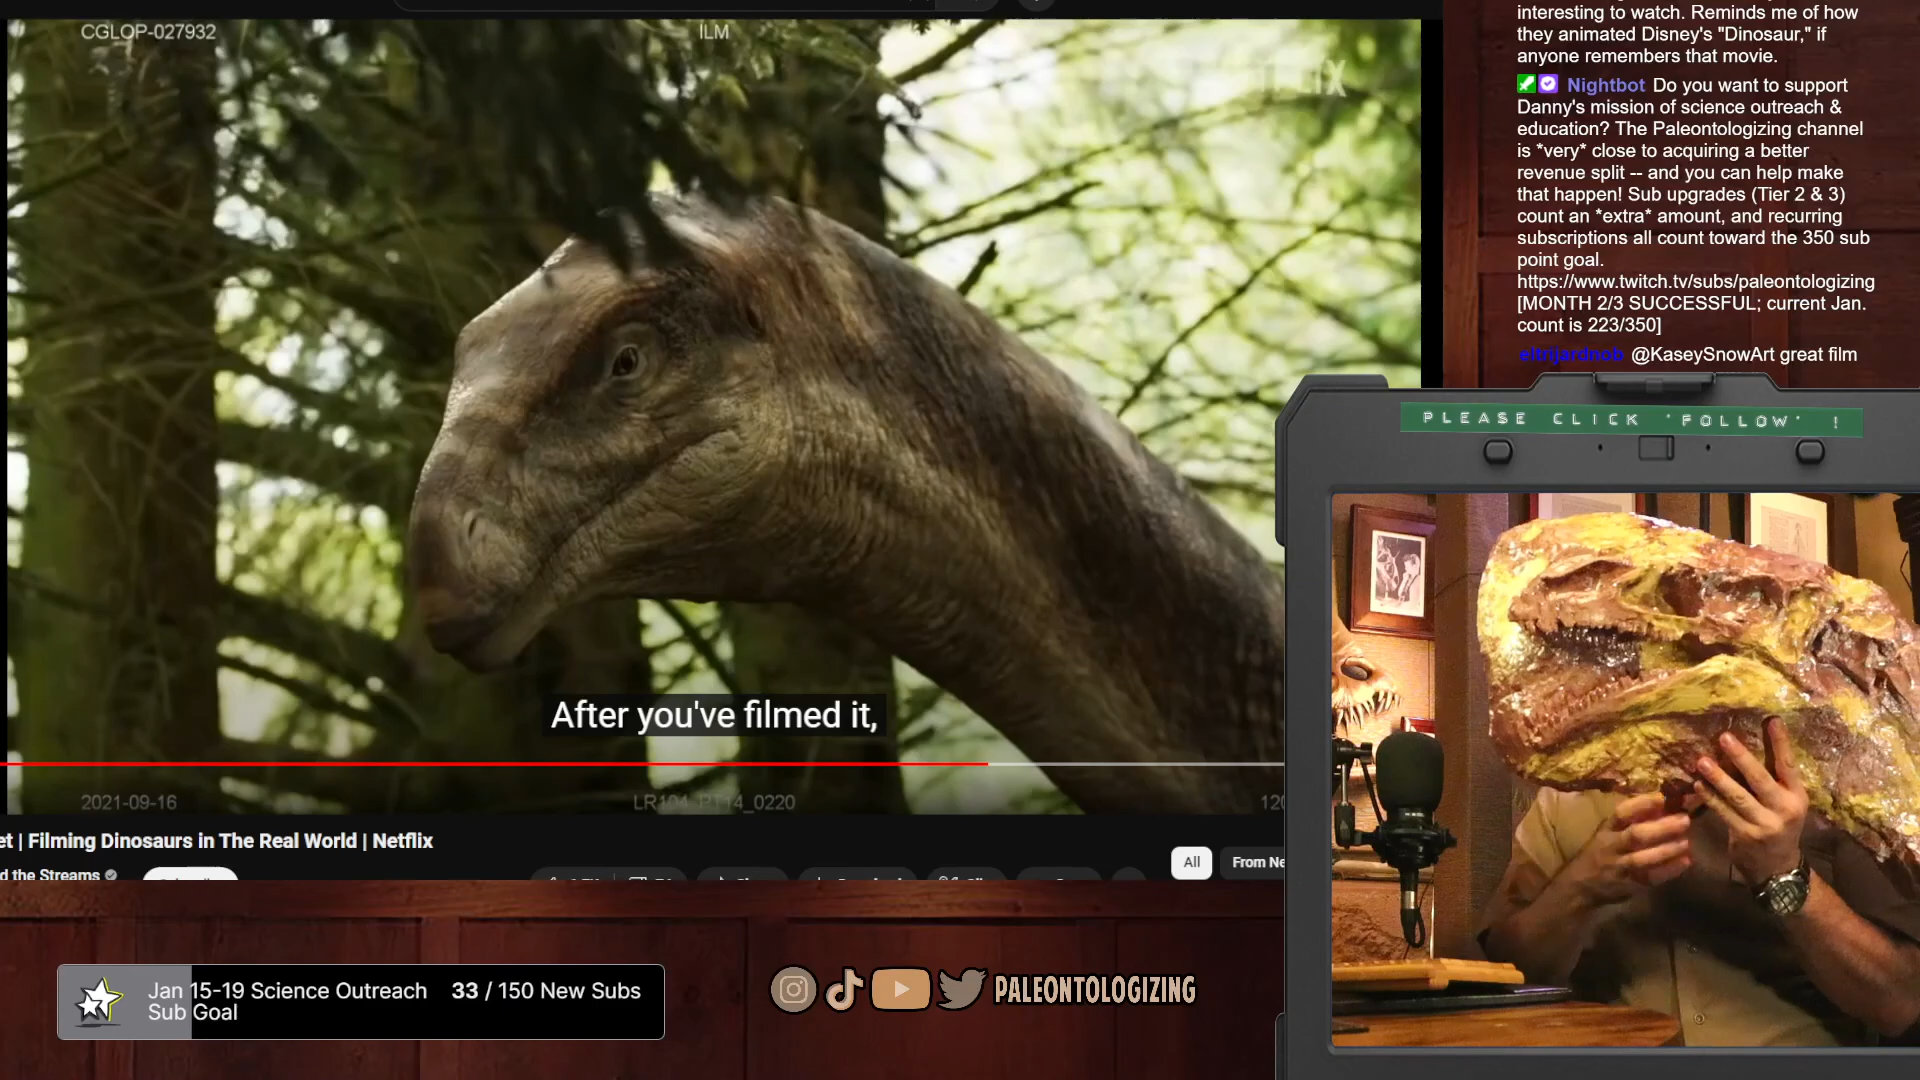 CGLOP-027932
ILM
After you've filmed it,
2021-09-16
LR104_RT14_0220
et | Filming Dinosaurs in The Real World | Netflix
d the Streams
All
From Ne
interesting to watch. Reminds me of how
they animated Disney's "Dinosaur," if
anyone remembers that movie.
Nightbot Do you want to support
Danny's mission of science outreach &
education? The Paleontologizing channel
is *very* close to acquiring a better
revenue split -- and you can help make
that happen! Sub upgrades (Tier 2 & 3)
count an *extra* amount, and recurring
subscriptions all count toward the 350 sub
point goal.
https://www.twitch.tv/subs/paleontologizing
[MONTH 2/3 SUCCESSFUL; current Jan.
count is 223/350]
eltrijardnob @KaseySnowArt great film
PLEASE CLICK "FOLLOW" !
Jan 15-19 Science Outreach 33 / 150 New Subs
Sub Goal
PALEONTOLOGIZING